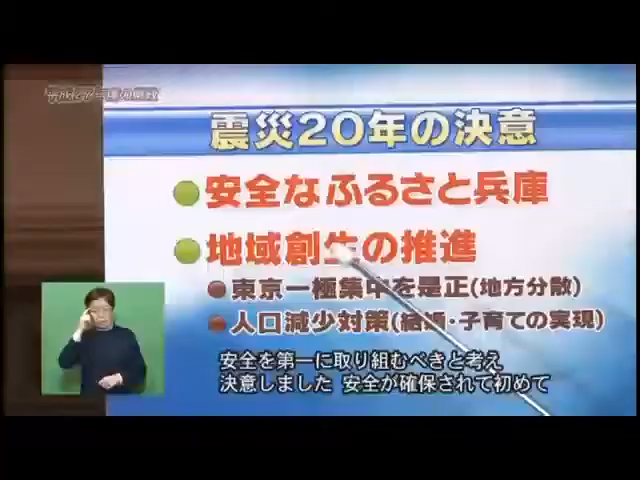 震災20年の決意
●安全なふるさと兵庫
●地域創生の推進
●東京一極集中を是正(地方分散)
●人口減少対策(結婚・子育ての実現)
安全を第一に取り組むべきと考え
決意しました 安全が確保されて初めて